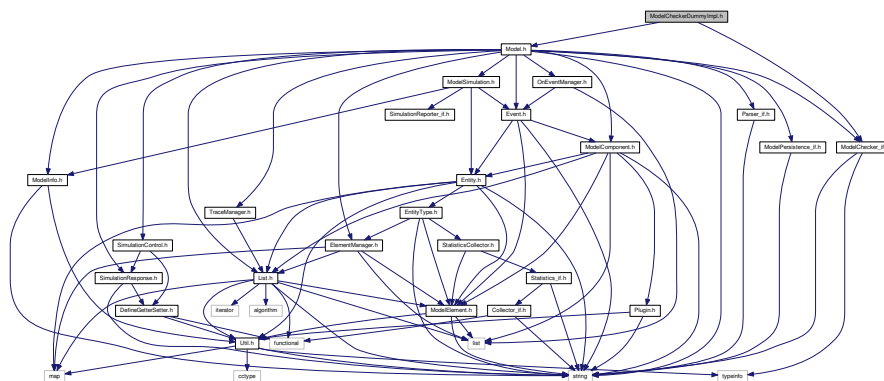 ModelCheckerDummyImpl.h
Model.h
ModelSimulation.h
OnEventManager.h
SimulationReporter_if.h
Event.h
Parser_if.h
ModelComponent.h
ModelPersistence_if.h
ModelChecker_if.h
ModelInfo.h
Entity.h
TraceManager.h
EntityType.h
SimulationControl.h
ElementManager.h
StatisticsCollector.h
SimulationResponse.h
List.h
Statistics_if.h
DefineGetterSetter.h
iterator
algorithm
ModelElement.h
Collector_if.h
Plugin.h
Util.h
functional
list
map
cctype
string
typeinfo